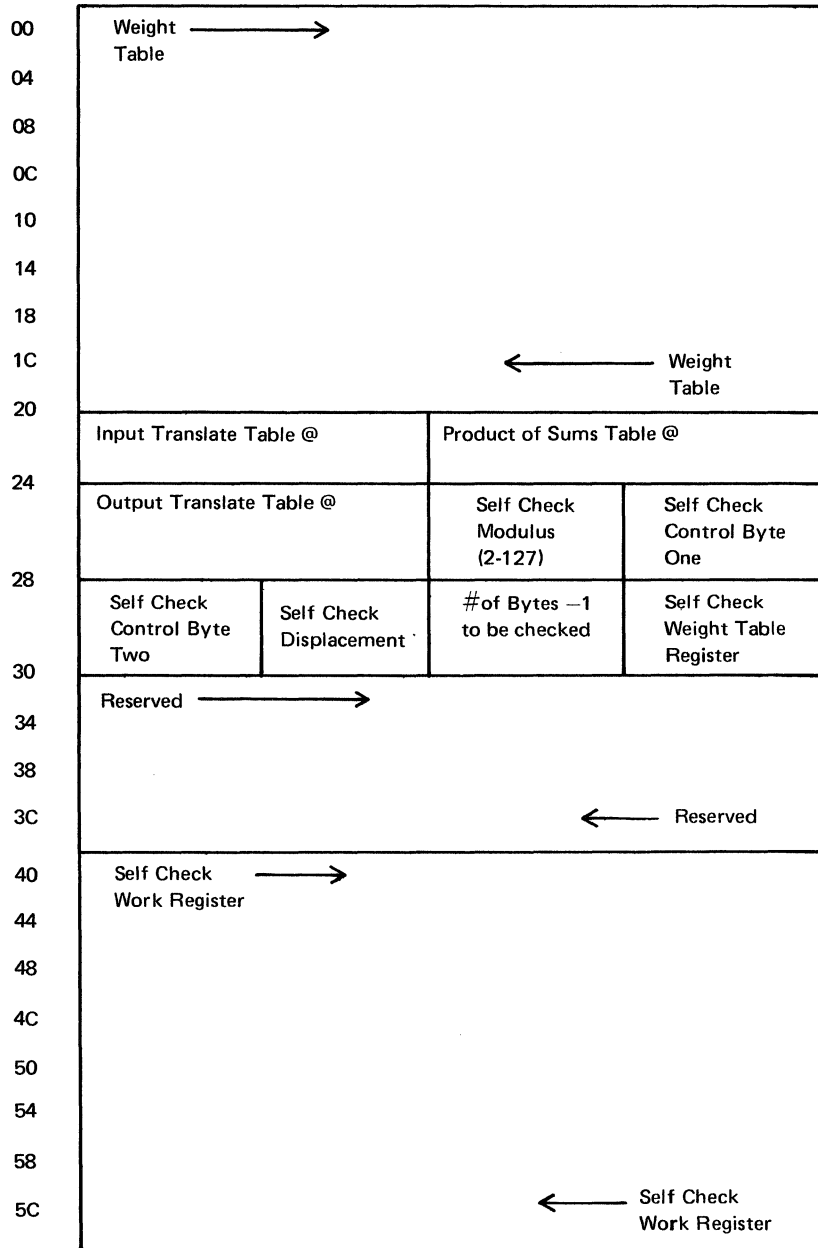 00 Weight
Table
04
08
0C
10
14
18
1C Weight
Table
20
Input Translate Table @ Product of Sums Table @
24
Output Translate Table @ Self Check Self Check
Modulus Control Byte
(2-127) One
28
Self Check Self Check #of Bytes −1 Self Check
Control Byte Displacement to be checked Weight Table
Two Register
30
Reserved
34
38
3C Reserved
40 Self Check
Work Register
44
48
4C
50
54
58
5C Self Check
Work Register